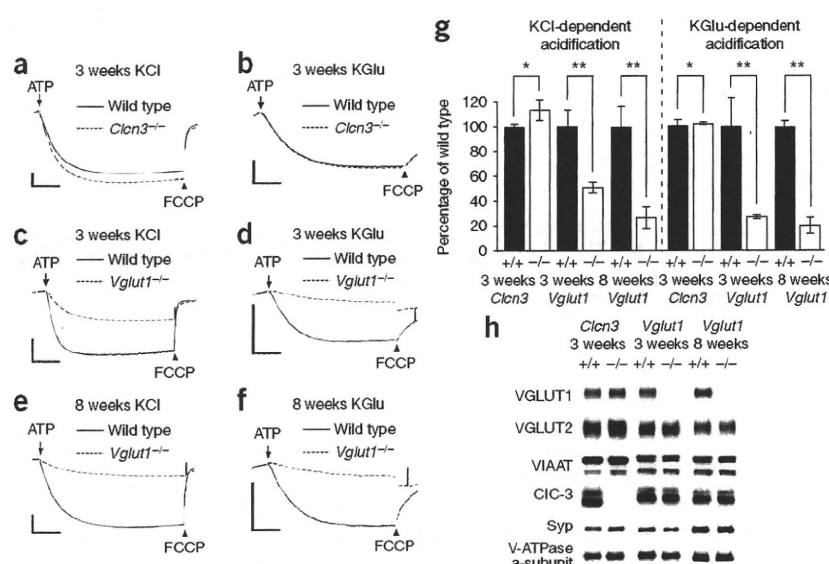 a
3 weeks KCl
ATP
Wild type
Clcn3–/–
FCCP
b
3 weeks KGlu
ATP
Wild type
Clcn3–/–
FCCP
c
3 weeks KCl
ATP
Wild type
Vglut1–/–
FCCP
d
3 weeks KGlu
ATP
Wild type
Vglut1–/–
FCCP
e
8 weeks KCl
ATP
Wild type
Vglut1–/–
FCCP
f
8 weeks KGlu
ATP
Wild type
Vglut1–/–
FCCP
g
KCl-dependent acidification
KGlu-dependent acidification
* ** ** * ** **
Percentage of wild type
120
100
80
60
40
20
0
+/+ –/– +/+ –/– +/+ –/– +/+ –/– +/+ –/– +/+ –/–
3 weeks 3 weeks 8 weeks 3 weeks 3 weeks 8 weeks
Clcn3 Vglut1 Vglut1 Clcn3 Vglut1 Vglut1
h
Clcn3 Vglut1 Vglut1
3 weeks 3 weeks 8 weeks
+/+ –/– +/+ –/– +/+ –/–
VGLUT1
VGLUT2
VIAAT
ClC-3
Syp
V-ATPase
a-subunit